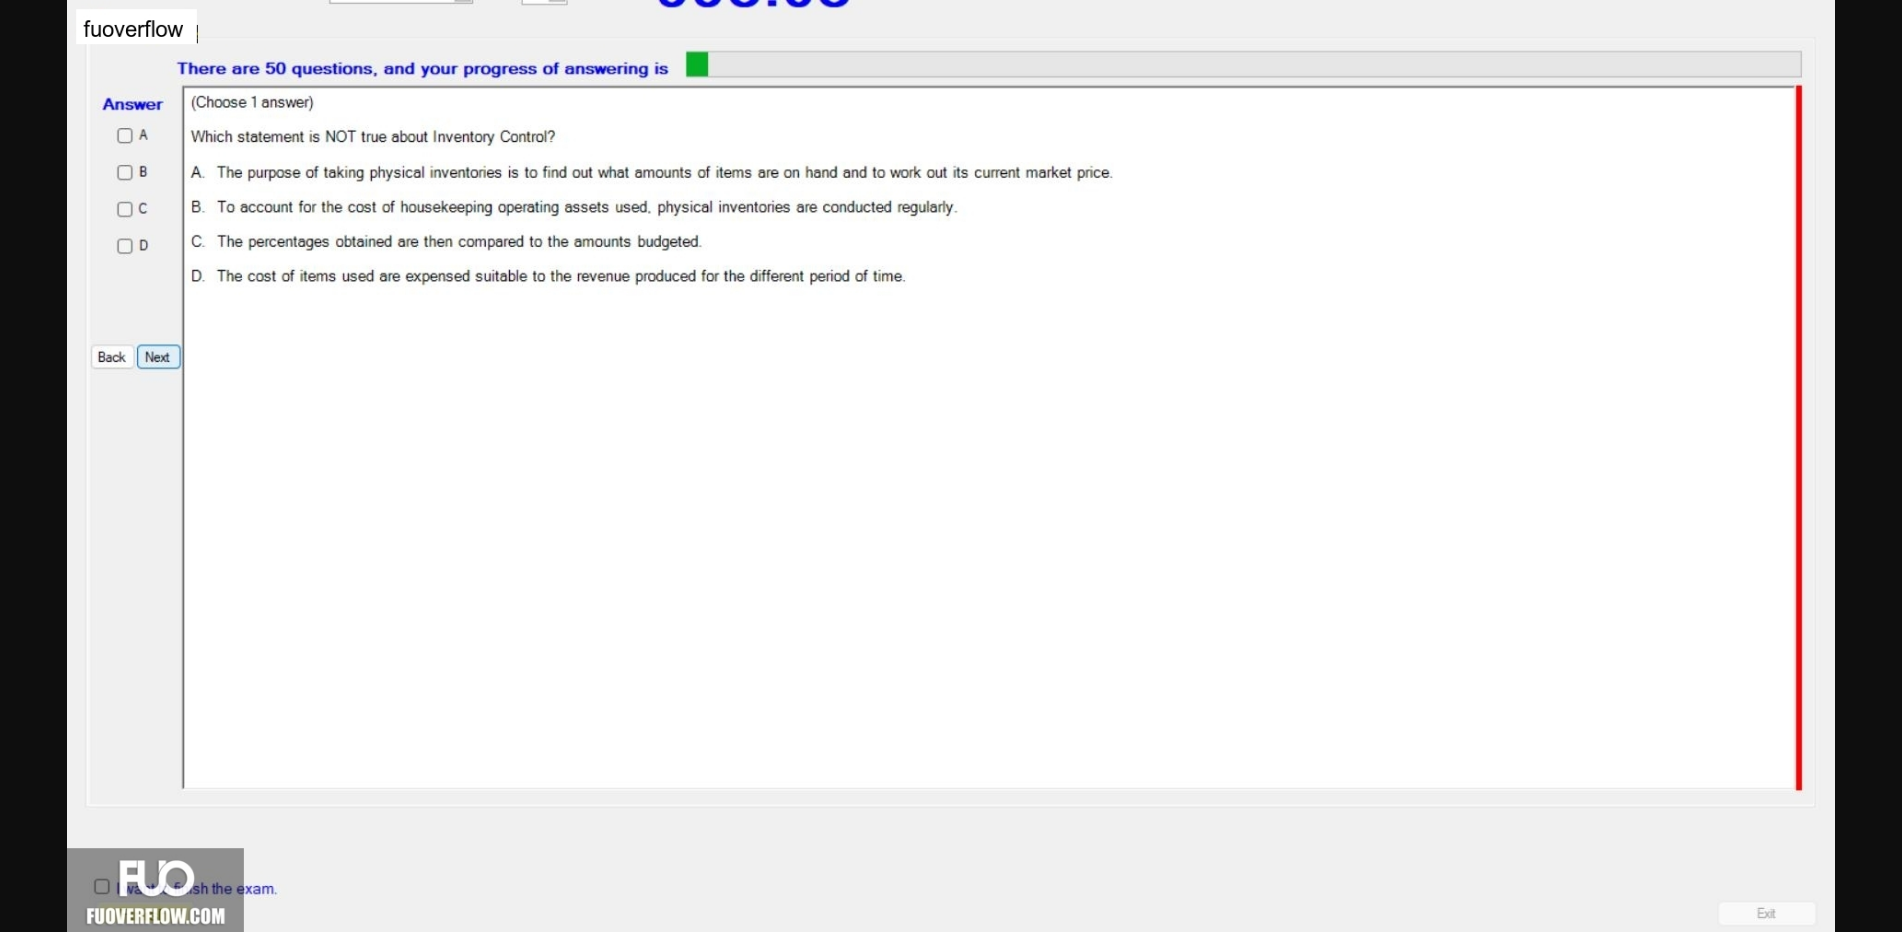 fuoverflow
There are 50 questions, and your progress of answering is
Answer
(Choose 1 answer)
A
Which statement is NOT true about Inventory Control?
B
A. The purpose of taking physical inventories is to find out what amounts of items are on hand and to work out its current market price.
C
B. To account for the cost of housekeeping operating assets used, physical inventories are conducted regularly.
D
C. The percentages obtained are then compared to the amounts budgeted.
D. The cost of items used are expensed suitable to the revenue produced for the different period of time.
Back Next
FUO
I want finish the exam.
FUOVERFLOW.COM
Exit